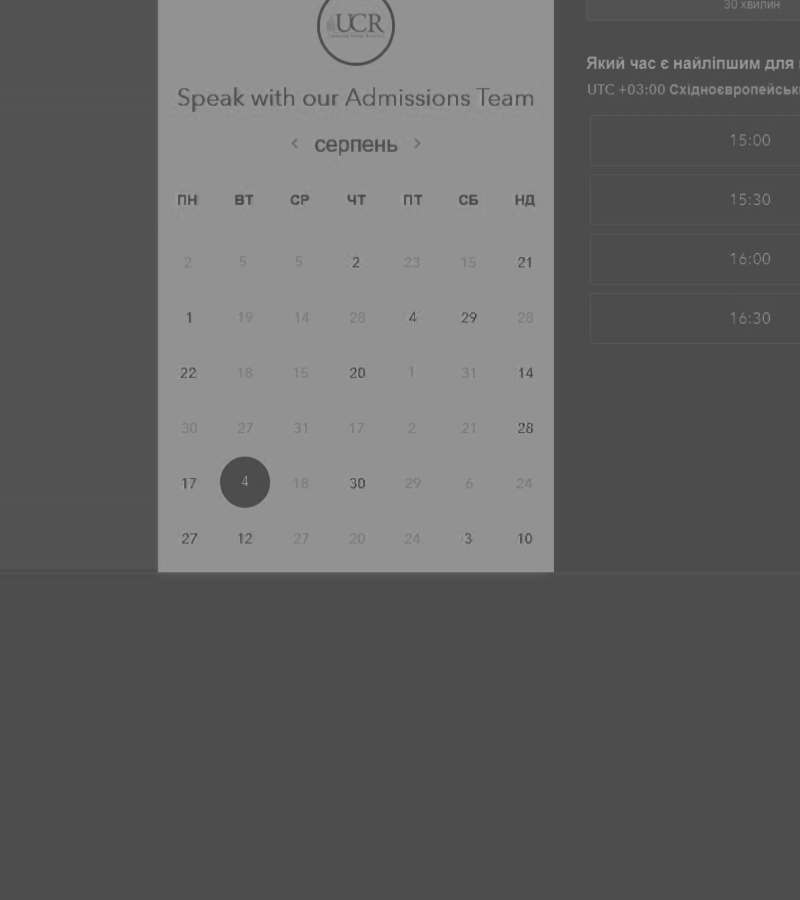 UCR
Speak with our Admissions Team
серпень
ПН ВТ СР ЧТ ПТ СБ НД
2 5 5 2 23 15 21
1 19 14 28 4 29 28
22 18 15 20 1 31 14
30 27 31 17 2 21 28
17 4 18 30 29 6 24
27 12 27 20 24 3 10
30 хвилин
Який час є найліпшим для
UTC +03:00 Східноєвропейськ
15:00
15:30
16:00
16:30